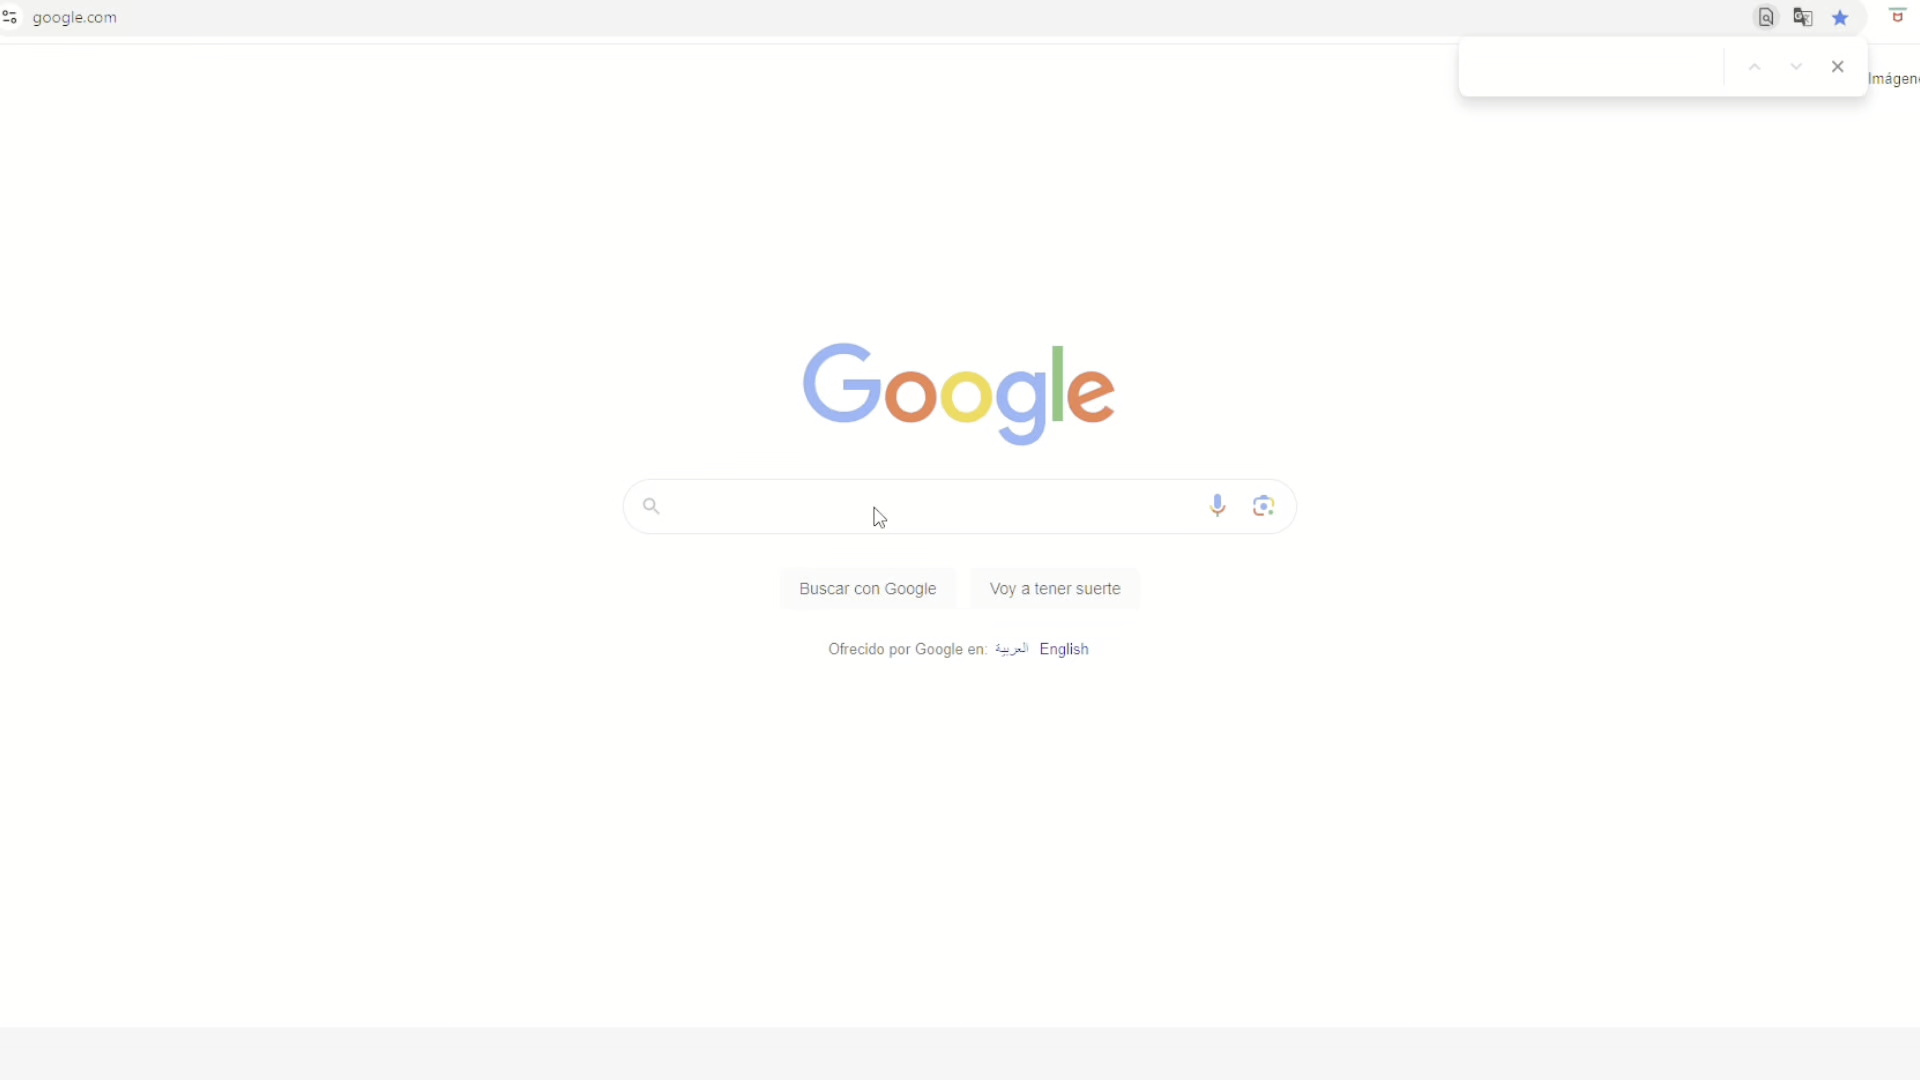 google.com
Imágen
Google
Buscar con Google
Voy a tener suerte
Ofrecido por Google en: العربية English